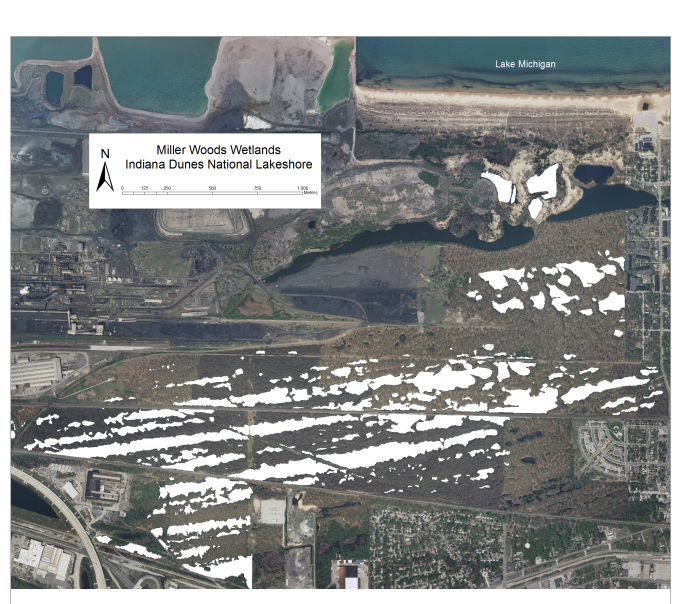 Lake Michigan
Miller Woods Wetlands
Indiana Dunes National Lakeshore
N
0 125 250 500 750 1,000
Meters